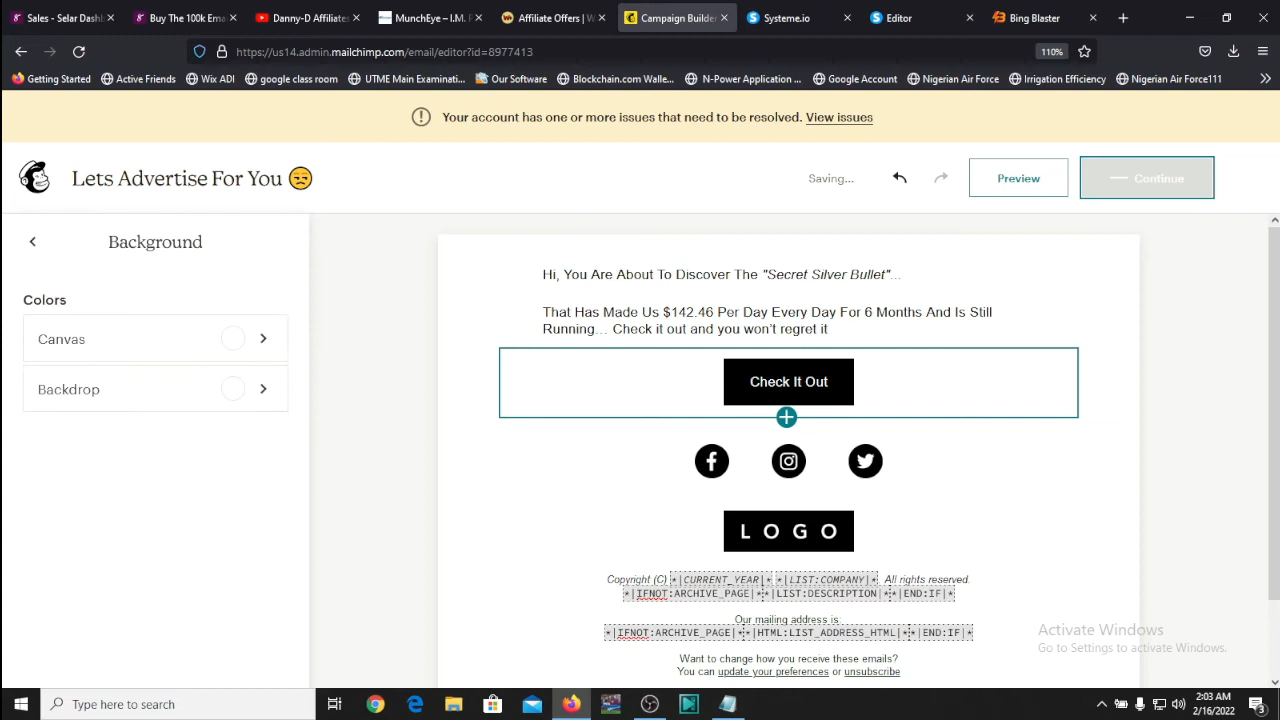 Sales - Solar Dashb
Buy The 100k Email
Danny-D Affiliates
MunchEye – I.M. P
Affiliate Offers | W
Campaign Builder
Systeme.io
Editor
Bing Blaster
https://us14.admin.mailchimp.com/email/editor?id=8977413
110%
Getting Started
Active Friends
Wix ADI
google class room
UTME Main Examinati...
Our Software
Blockchain.com Walle...
N-Power Application ...
Google Account
Nigerian Air Force
Irrigation Efficiency
Nigerian Air Force111
Your account has one or more issues that need to be resolved. View issues
Lets Advertise For You 😒
Saving...
Preview
Continue
Background
Colors
Canvas
Backdrop
Hi, You Are About To Discover The "Secret Silver Bullet"...
That Has Made Us $142.46 Per Day Every Day For 6 Months And Is Still
Running… Check it out and you won't regret it
Check It Out
LOGO
Copyright (C) *|CURRENT_YEAR|* *|LIST:COMPANY|*. All rights reserved.
*|IFNOT:ARCHIVE_PAGE|* *|LIST:DESCRIPTION|* *|END:IF|*
Our mailing address is:
*|IFNOT:ARCHIVE_PAGE|* *|HTML:LIST_ADDRESS_HTML|* *|END:IF|*
Want to change how you receive these emails?
You can update your preferences or unsubscribe
Activate Windows
Go to Settings to activate Windows.
Type here to search
2:03 AM
2/16/2022
3